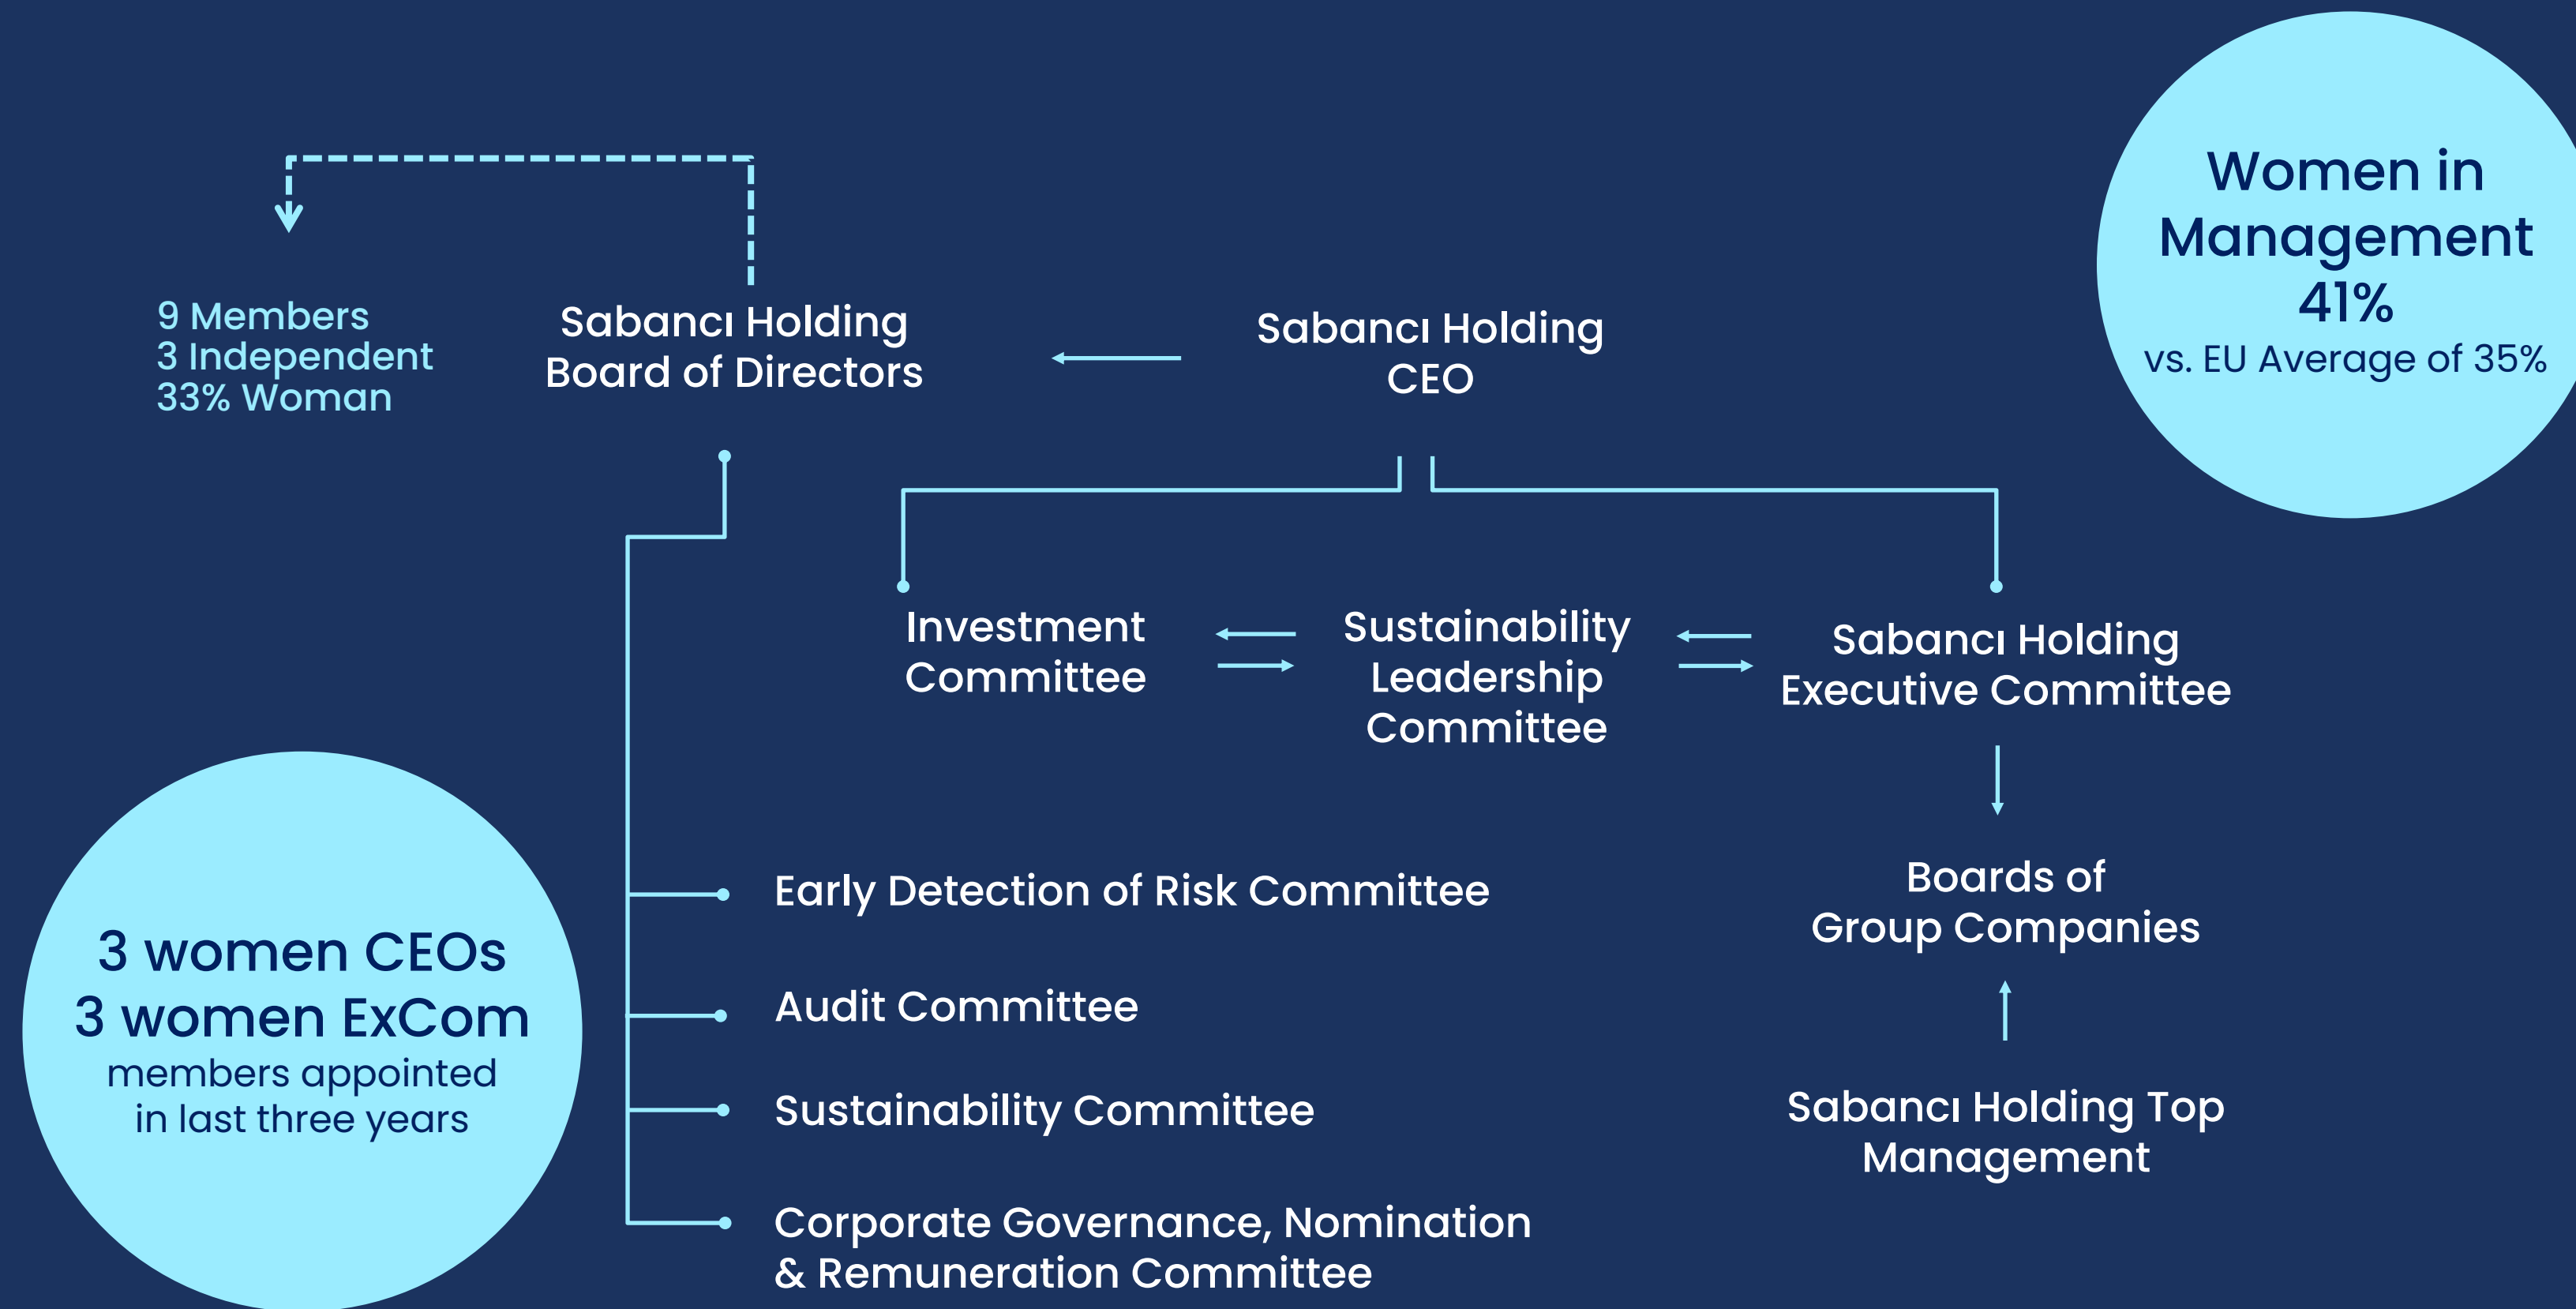 Women in
Management
41%
vs. EU Average of 35%
9 Members
3 Independent
33% Woman
Sabancı Holding
Board of Directors
Sabancı Holding
CEO
Investment
Committee
Sustainability
Leadership
Committee
Sabancı Holding
Executive Committee
Boards of
Group Companies
Sabancı Holding Top
Management
Early Detection of Risk Committee
Audit Committee
Sustainability Committee
Corporate Governance, Nomination
& Remuneration Committee
3 women CEOs
3 women ExCom
members appointed
in last three years